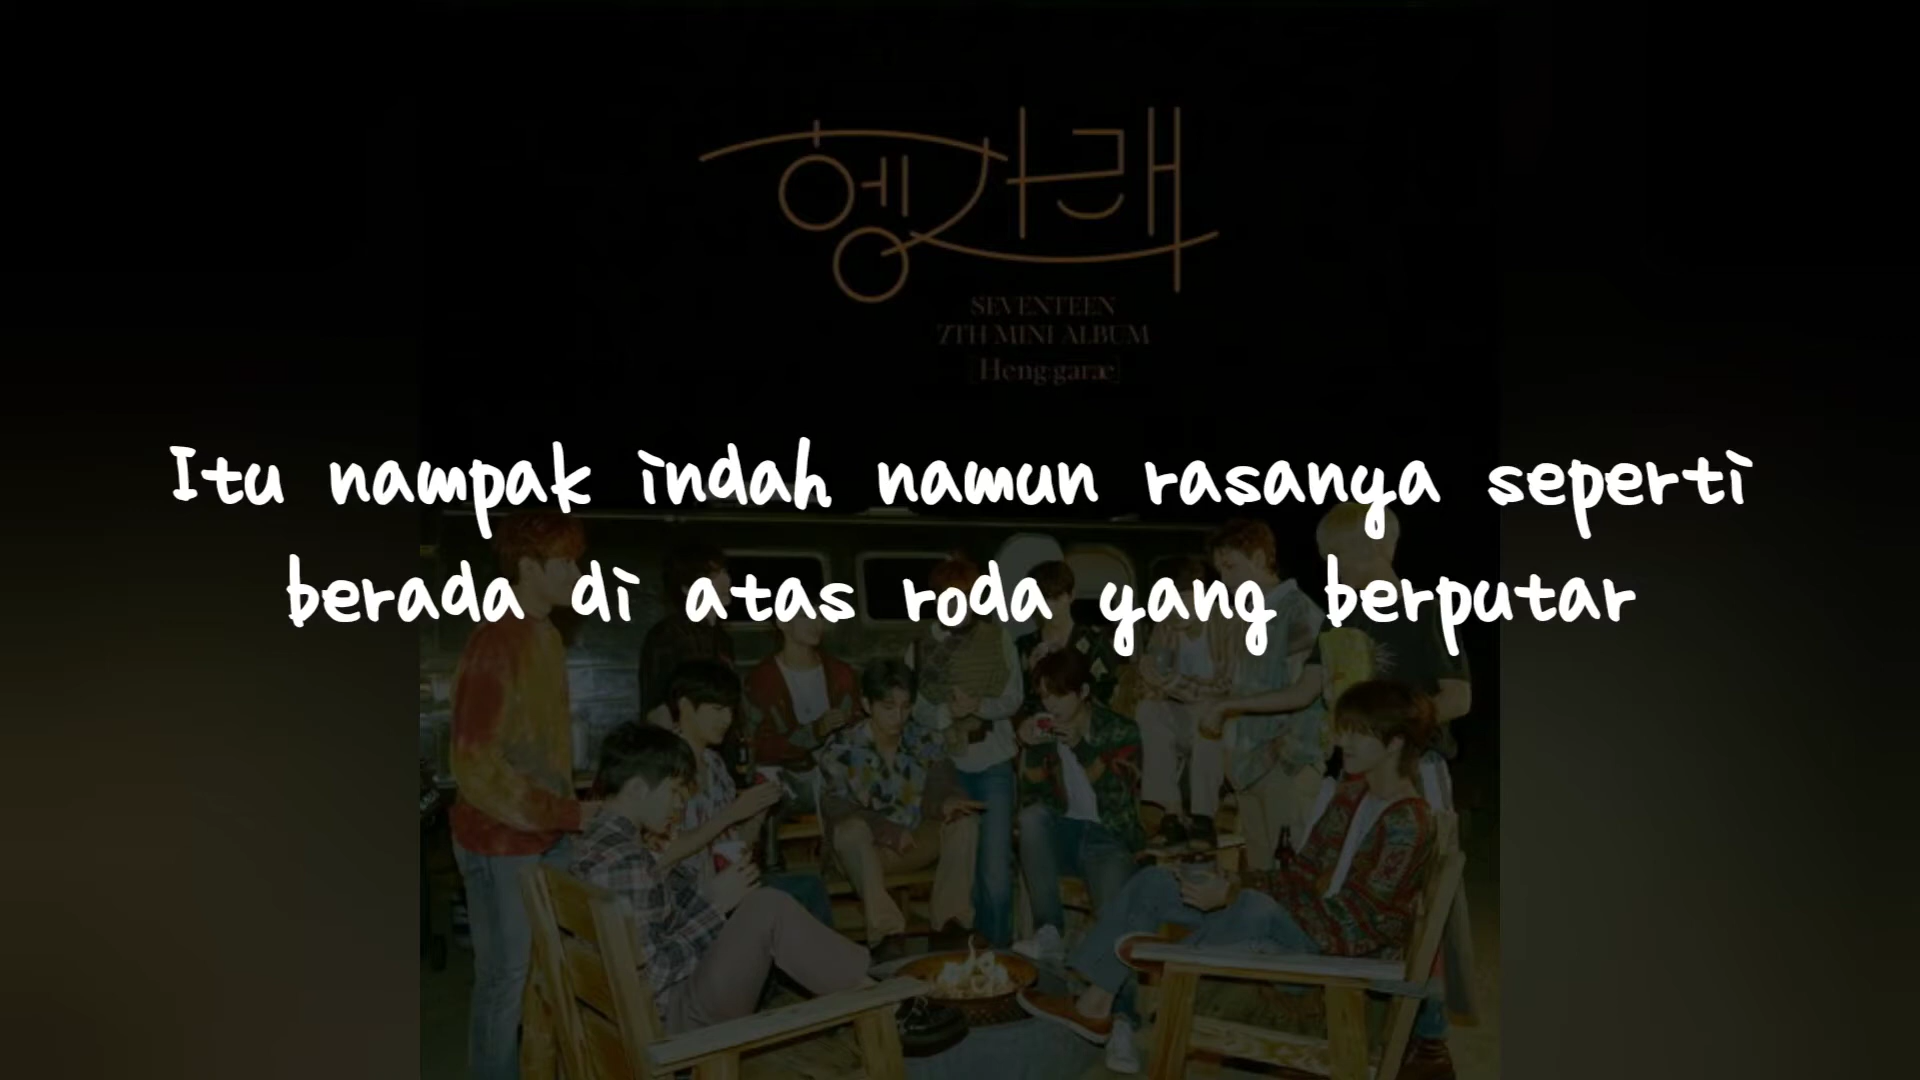 헹가래
SEVENTEEN
7TH MINI ALBUM
[Heng:garæ]
Itu nampak indah namun rasanya seperti
berada di atas roda yang berputar